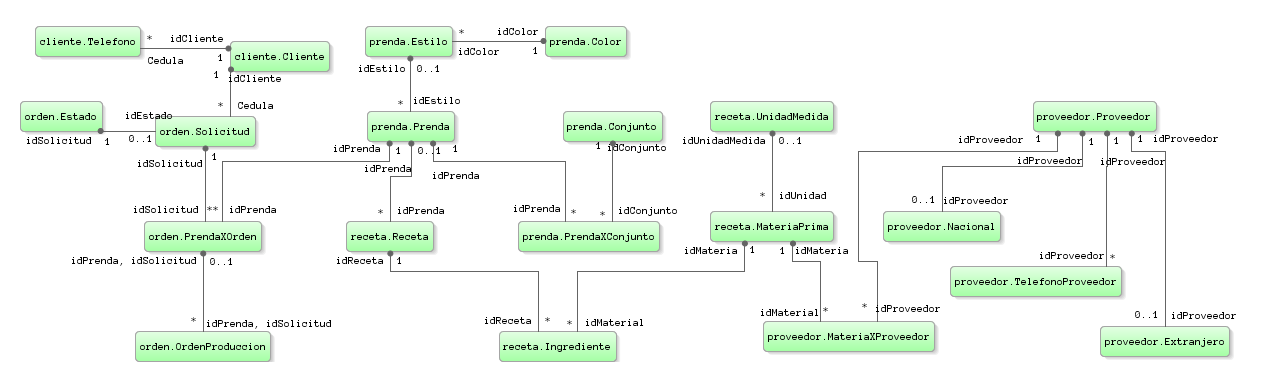 cliente.Telefono
*
idCliente
Cedula
1
cliente.Cliente
1
idCliente
*
Cedula
prenda.Estilo
*
idColor
idColor
1
prenda.Color
idEstilo
0..1
*
idEstilo
orden.Estado
idEstado
idSolicitud
1
0..1
orden.Solicitud
idSolicitud
1
prenda.Prenda
idPrenda
1
0..1
1
idPrenda
idPrenda
prenda.Conjunto
1
idConjunto
receta.UnidadMedida
idUnidadMedida
0..1
*
idUnidad
proveedor.Proveedor
idProveedor
1
1
1
1
idProveedor
idProveedor
idProveedor
idSolicitud
**
idPrenda
orden.PrendaXOrden
idPrenda, idSolicitud
0..1
*
idPrenda
receta.Receta
idReceta
1
idPrenda
*
*
idConjunto
prenda.PrendaXConjunto
receta.MateriaPrima
idMateria
1
1
idMateria
0..1
idProveedor
proveedor.Nacional
idProveedor
*
proveedor.TelefonoProveedor
*
idPrenda, idSolicitud
orden.OrdenProduccion
idReceta
*
*
idMaterial
receta.Ingrediente
idMaterial
*
*
idProveedor
proveedor.MateriaXProveedor
0..1
idProveedor
proveedor.Extranjero